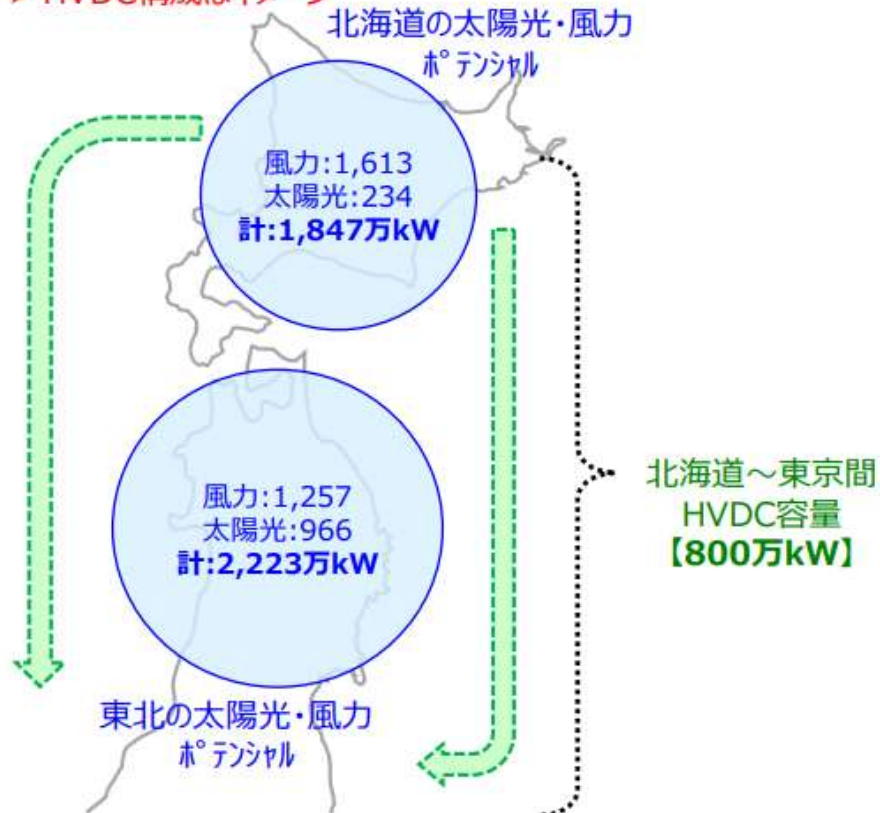 北海道の太陽光・風力
ﾎﾟﾃﾝｼｬﾙ
風力:1,613
太陽光:234
計:1,847万kW
風力:1,257
太陽光:966
計:2,223万kW
北海道～東京間
HVDC容量
【800万kW】
東北の太陽光・風力
ﾎﾟﾃﾝｼｬﾙ